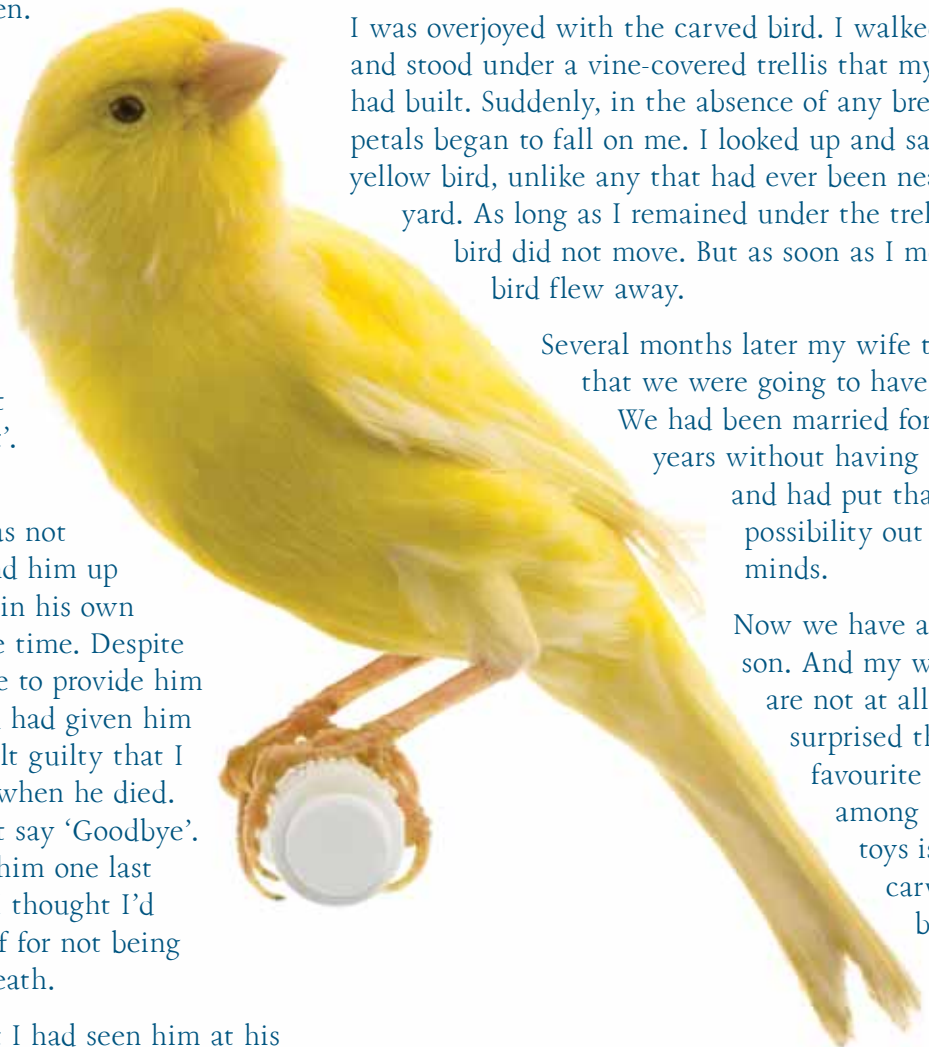 en.
t
’.
as not
nd him up
in his own
e time. Despite
e to provide him
had given him
lt guilty that I
when he died.
t say ‘Goodbye’.
him one last
thought I’d
f for not being
eath.
t I had seen him at his
I was overjoyed with the carved bird. I walke
and stood under a vine-covered trellis that my
had built. Suddenly, in the absence of any bre
petals began to fall on me. I looked up and sa
yellow bird, unlike any that had ever been nea
yard. As long as I remained under the trel
bird did not move. But as soon as I m
bird flew away.
Several months later my wife t
that we were going to have
We had been married for
years without having
and had put tha
possibility out
minds.
Now we have a
son. And my w
are not at all
surprised th
favourite
among
toys is
carv
b